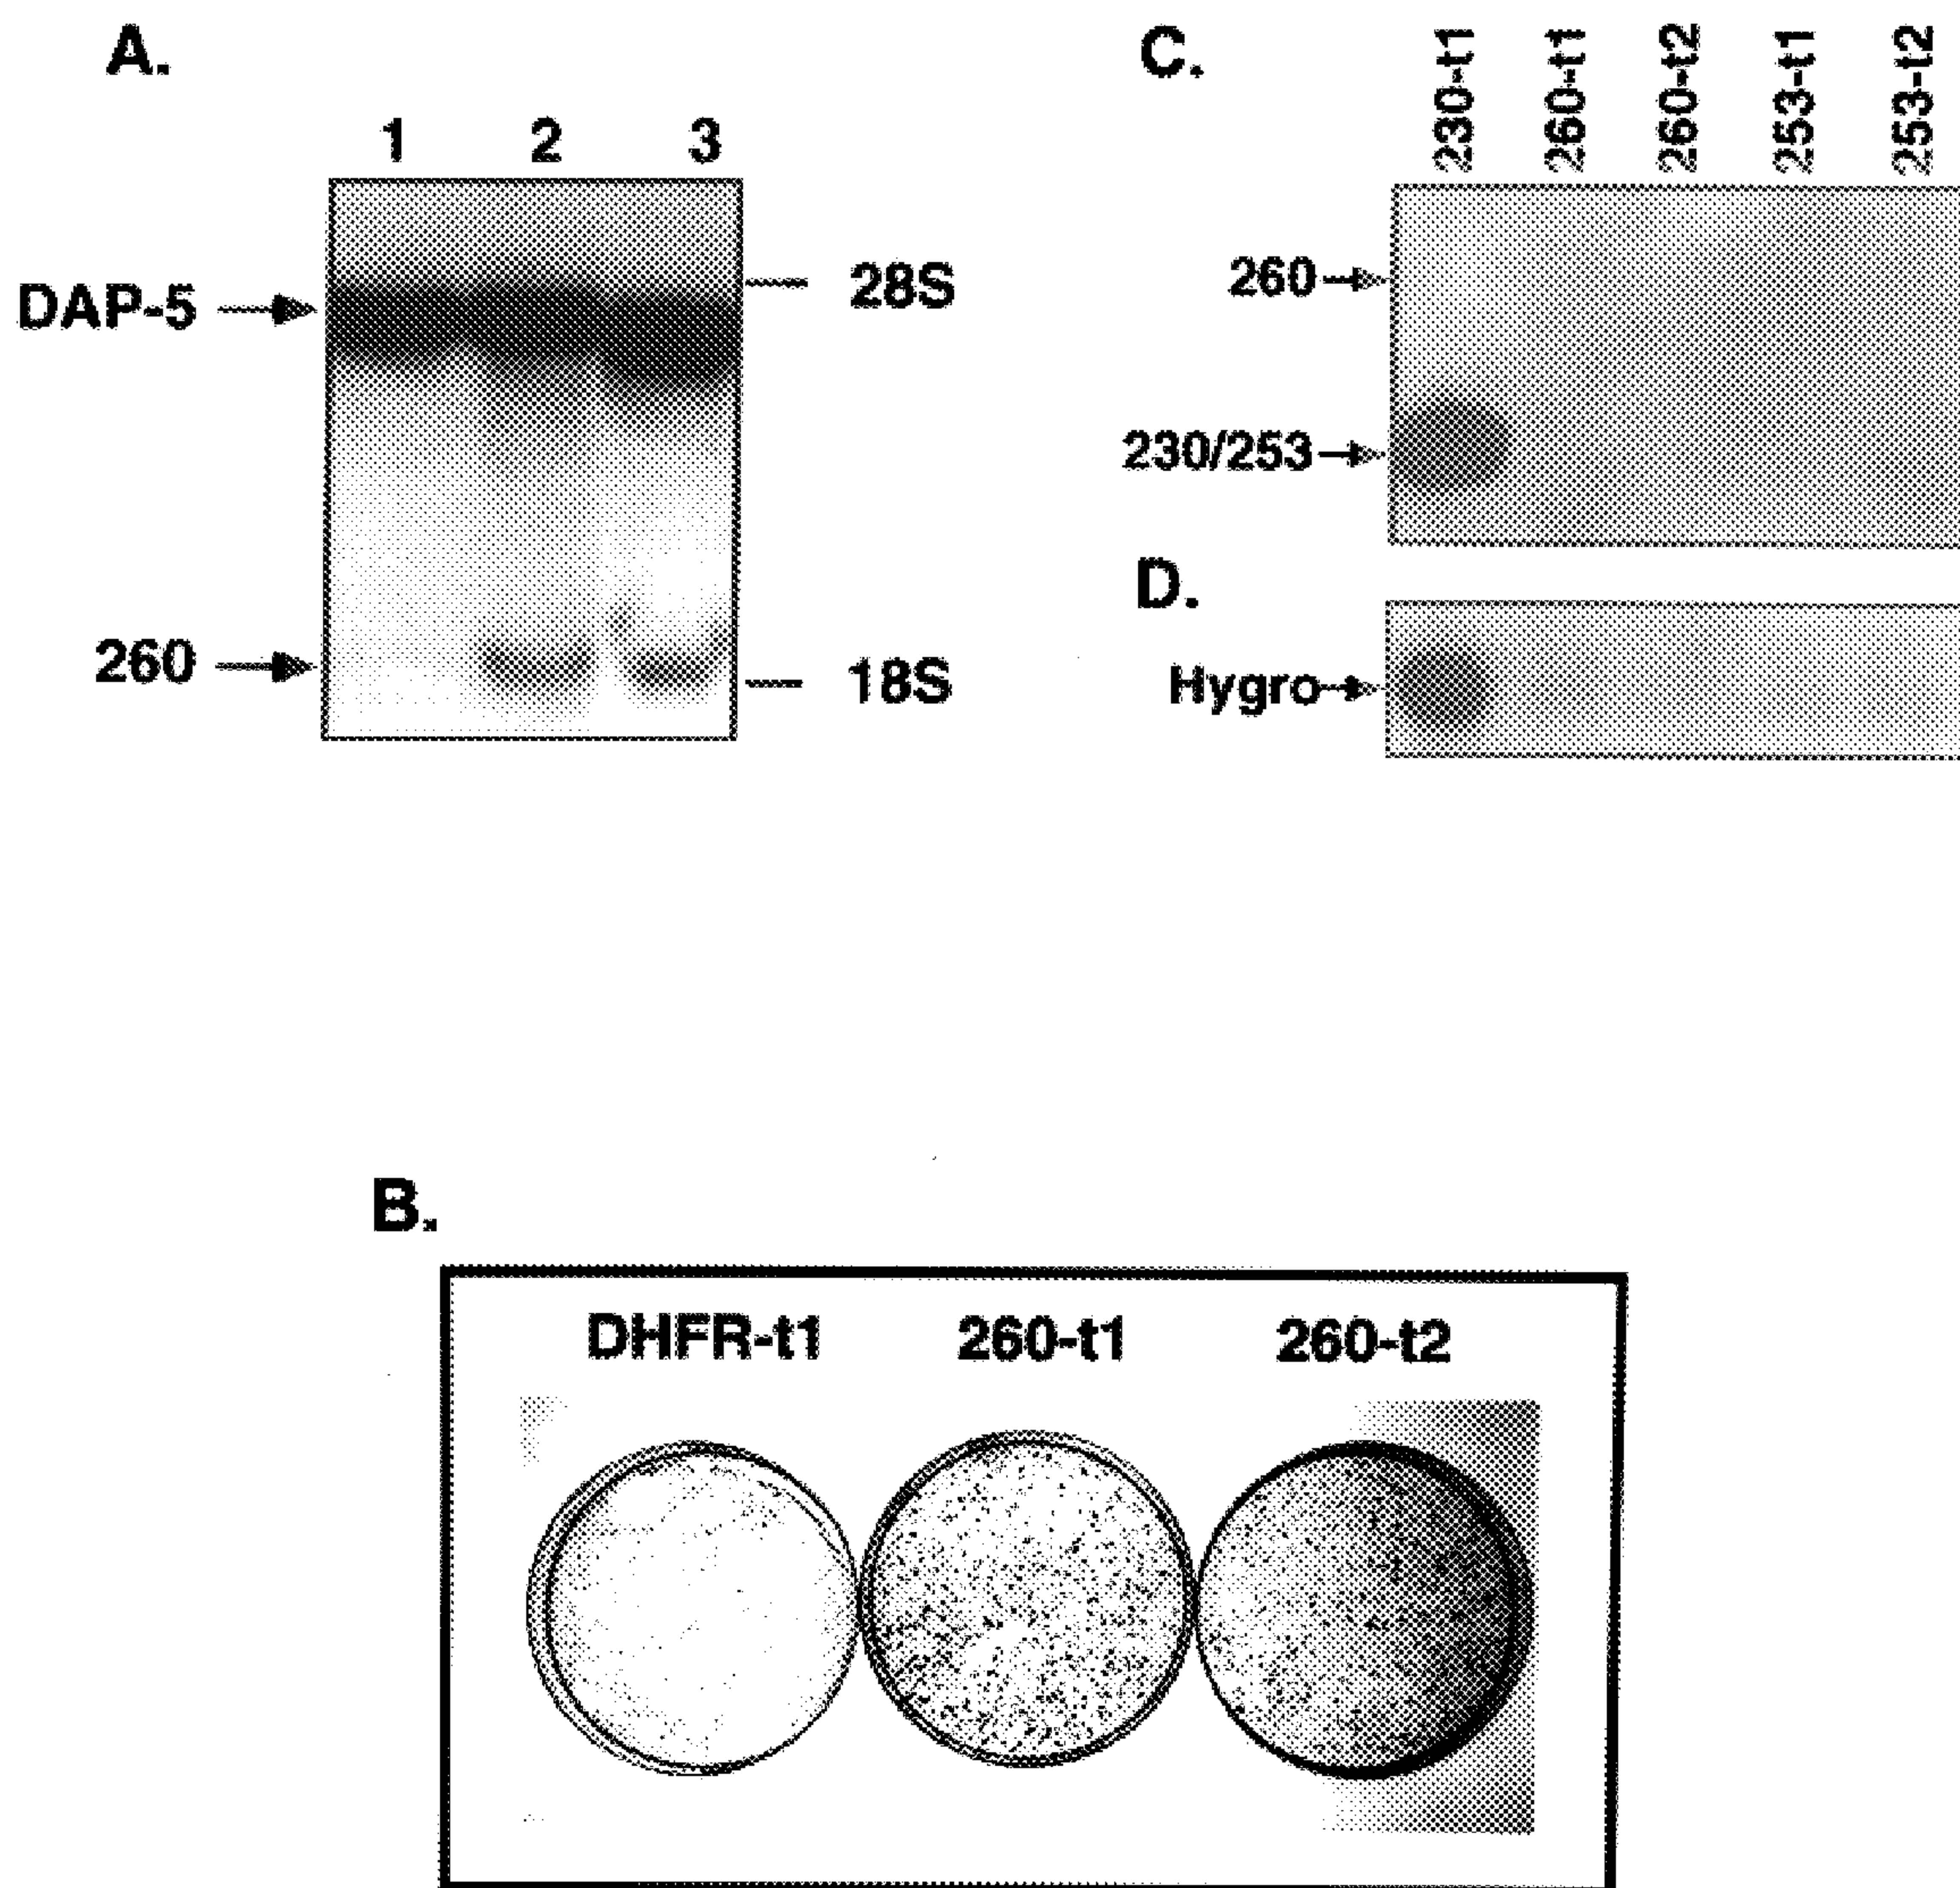 A.
1 2 3
DAP-5
28S
260
18S
C.
230-t1
260-t1
260-t2
253-t1
253-t2
260
230/253
D.
Hygro
B.
DHFR-t1 260-t1 260-t2